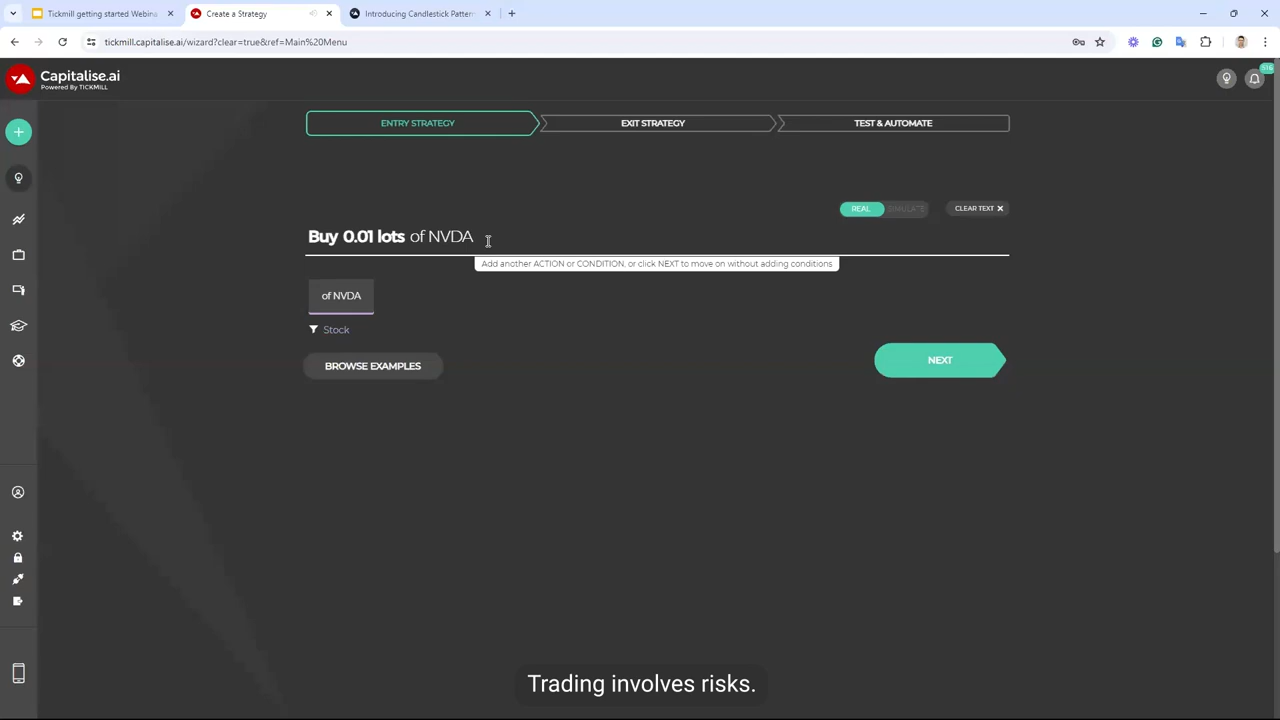 Tickmill getting started Webina
Create a Strategy
Introducing Candlestick Pattern
tickmill.capitalise.ai/wizard?clear=true&ref=Main%20Menu
Capitalise.ai
Powered By TICKMILL
516
ENTRY STRATEGY
EXIT STRATEGY
TEST & AUTOMATE
REAL
SIMULATE
CLEAR TEXT
Buy 0.01 lots of NVDA
Add another ACTION or CONDITION, or click NEXT to move on without adding conditions
of NVDA
Stock
BROWSE EXAMPLES
NEXT
Trading involves risks.